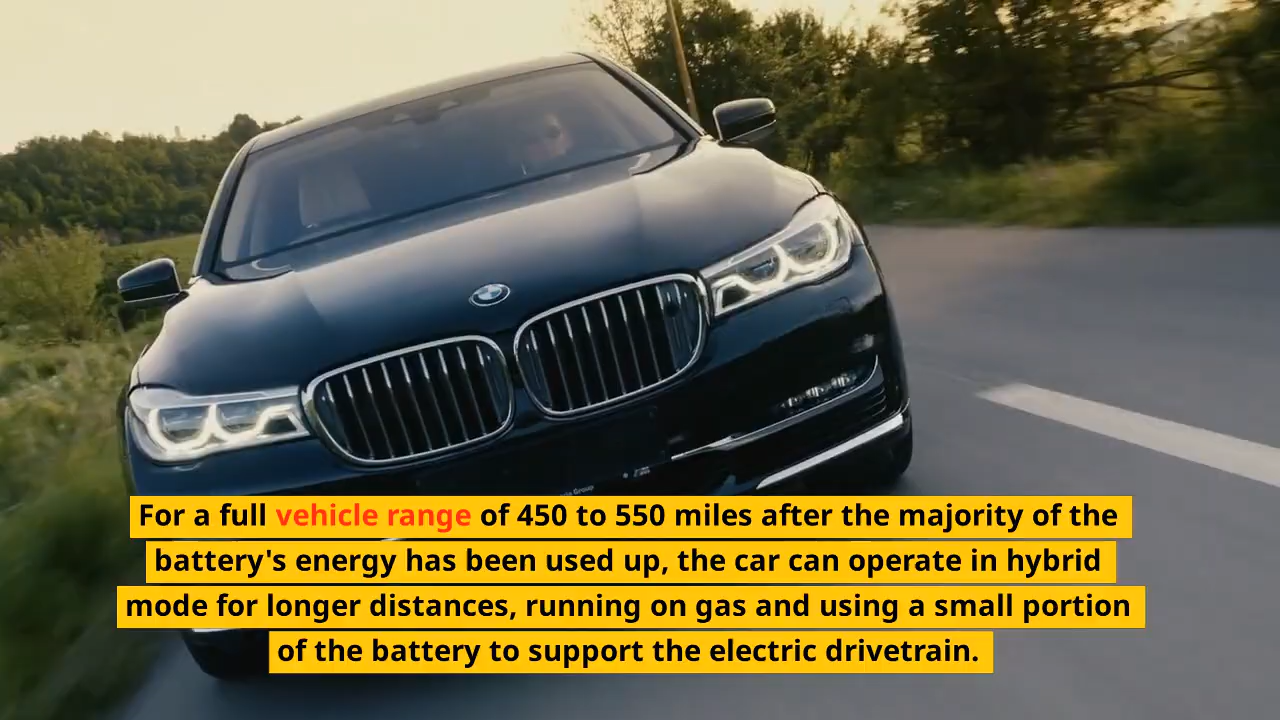 For a full vehicle range of 450 to 550 miles after the majority of the
battery's energy has been used up, the car can operate in hybrid
mode for longer distances, running on gas and using a small portion
of the battery to support the electric drivetrain.
Group